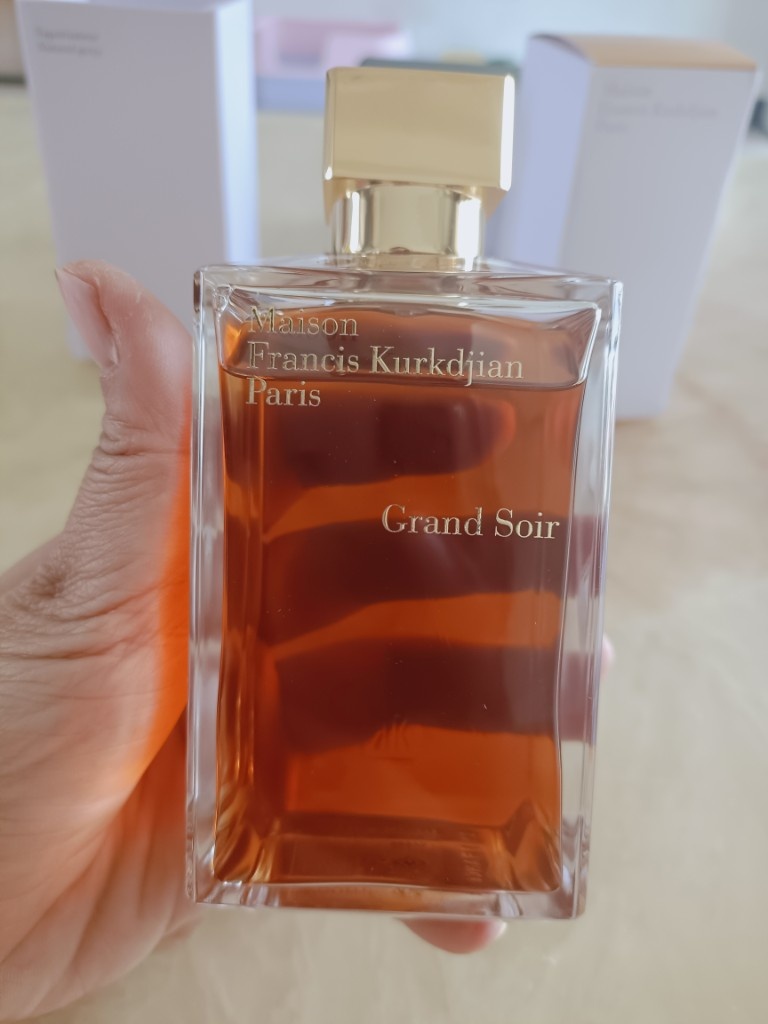 Maison
Francis Kurkdjian
Paris
Grand Soir